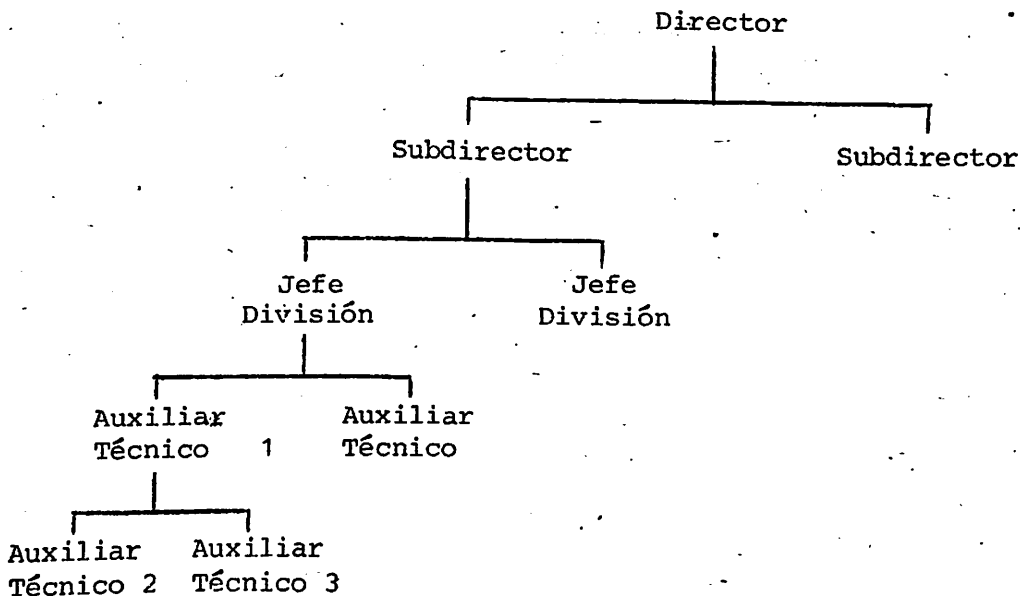 Director
Subdirector Subdirector
Jefe Jefe
División División
Auxiliar Auxiliar
Técnico 1 Técnico
Auxiliar Auxiliar
Técnico 2 Técnico 3